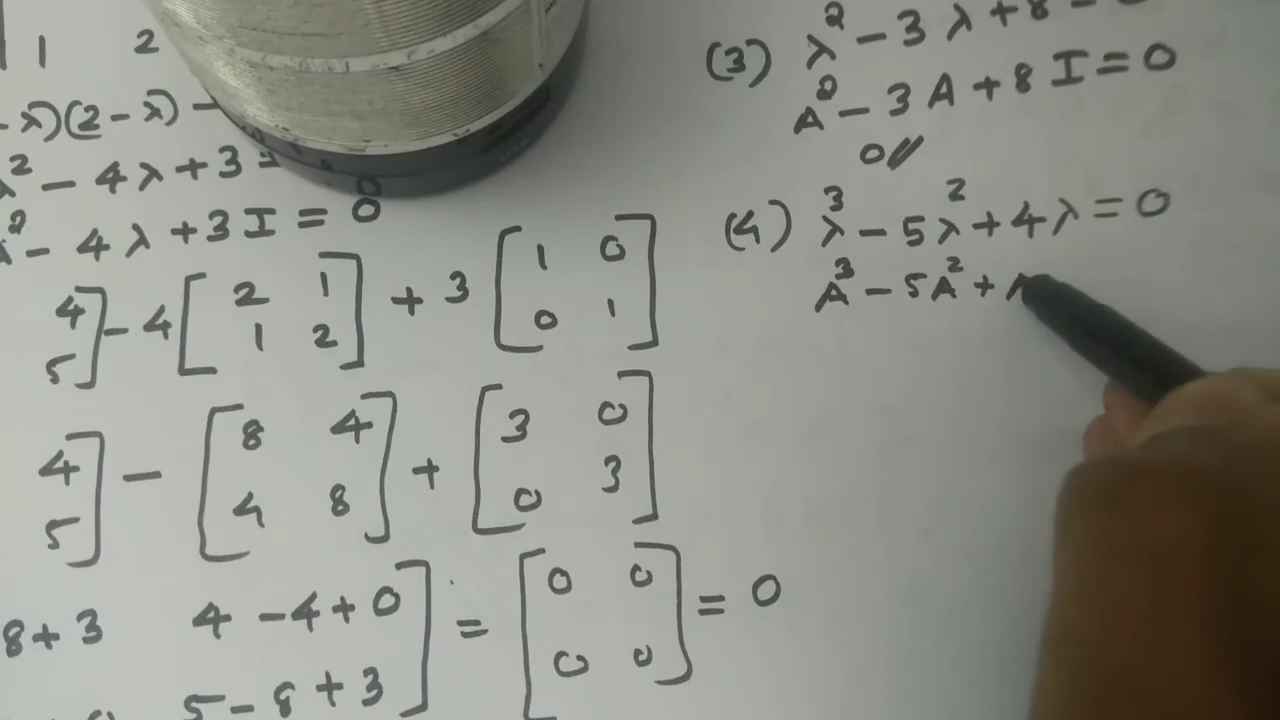 1 2
-λ)(2-λ) -
λ² - 4λ + 3 =
0
A² - 4λ + 3I = 0
4
5] - 4 [2 1
1 2] + 3 [1 0
0 1]
4
5] - [8 4
4 8] + [3 0
0 3]
8+3 4-4+0
5-8+3] = [0 0
0 0] = 0
(3) λ² - 3λ + 8 =
A² - 3A + 8I = 0
0//
(4) λ³ - 5λ² + 4λ = 0
A³ - 5A² +